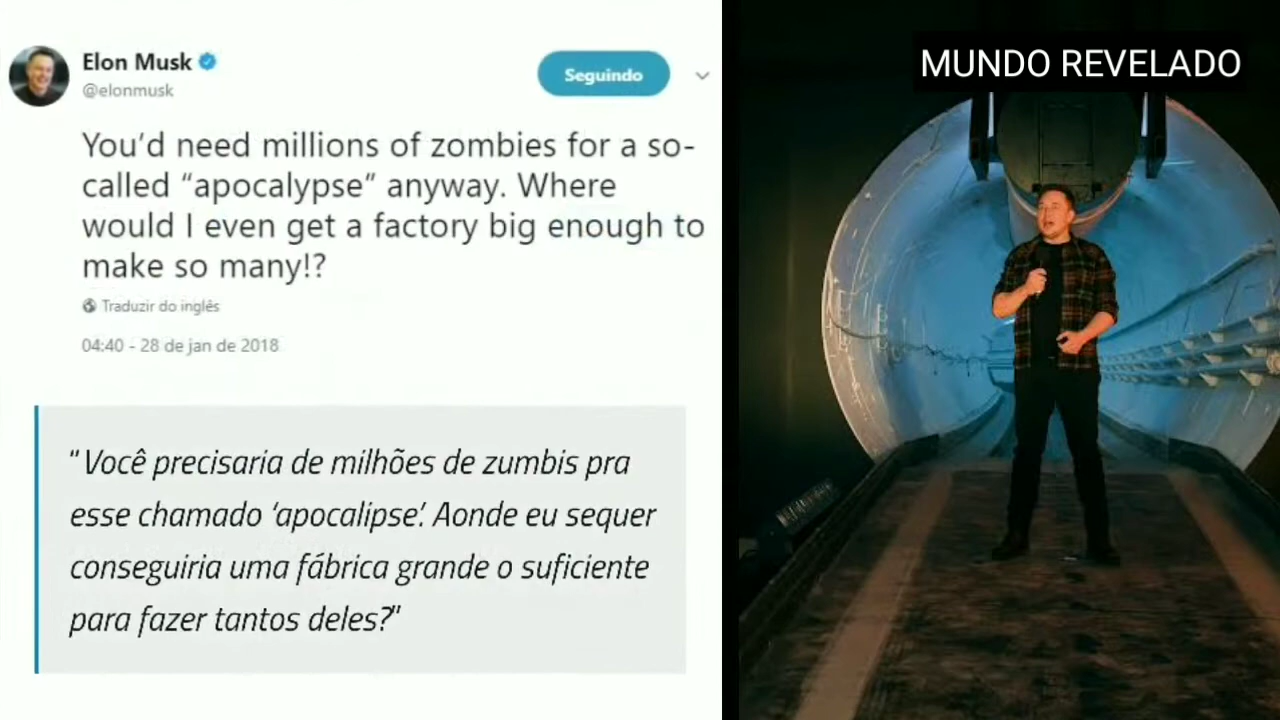 Elon Musk
@elonmusk
Seguindo
You’d need millions of zombies for a so-
called “apocalypse” anyway. Where
would I even get a factory big enough to
make so many!?
Traduzir do inglês
04:40 - 28 de jan de 2018
“Você precisaria de milhões de zumbis pra
esse chamado ‘apocalipse’. Aonde eu sequer
conseguiria uma fábrica grande o suficiente
para fazer tantos deles?”
MUNDO REVELADO